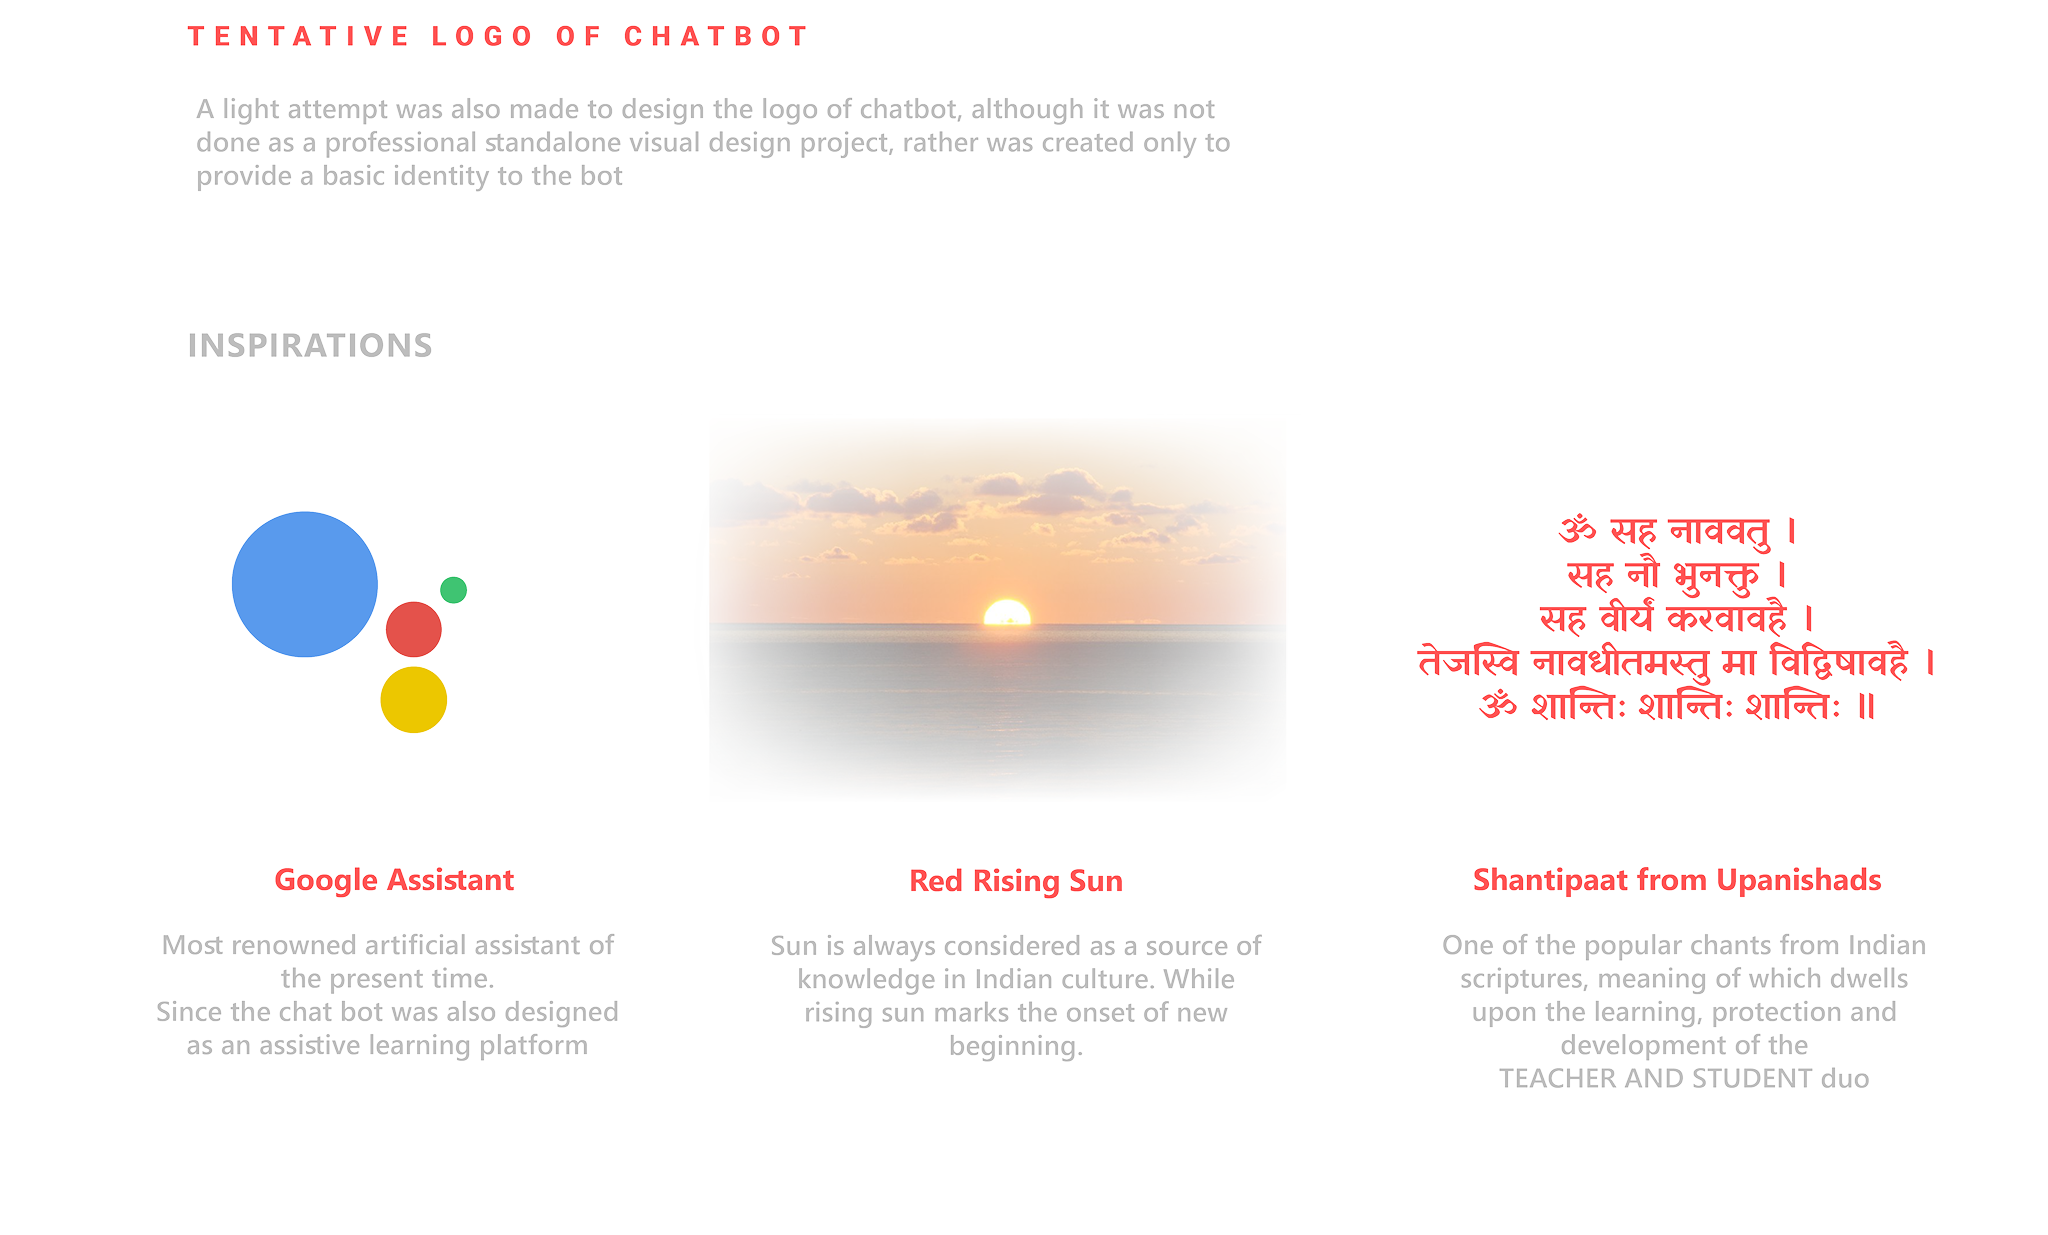 TENTATIVE LOGO OF CHATBOT
A light attempt was also made to design the logo of chatbot, although it was not
done as a professional standalone visual design project, rather was created only to
provide a basic identity to the bot
INSPIRATIONS
ॐ सह नाववतु ।
सह नौ भुनक्तु ।
सह वीर्यं करवावहै ।
तेजस्वि नावधीतमस्तु मा विद्विषावहै ।
ॐ शान्तिः शान्तिः शान्तिः ॥
Google Assistant
Most renowned artificial assistant of
the present time.
Since the chat bot was also designed
as an assistive learning platform
Red Rising Sun
Sun is always considered as a source of
knowledge in Indian culture. While
rising sun marks the onset of new
beginning.
Shantipaat from Upanishads
One of the popular chants from Indian
scriptures, meaning of which dwells
upon the learning, protection and
development of the
TEACHER AND STUDENT duo